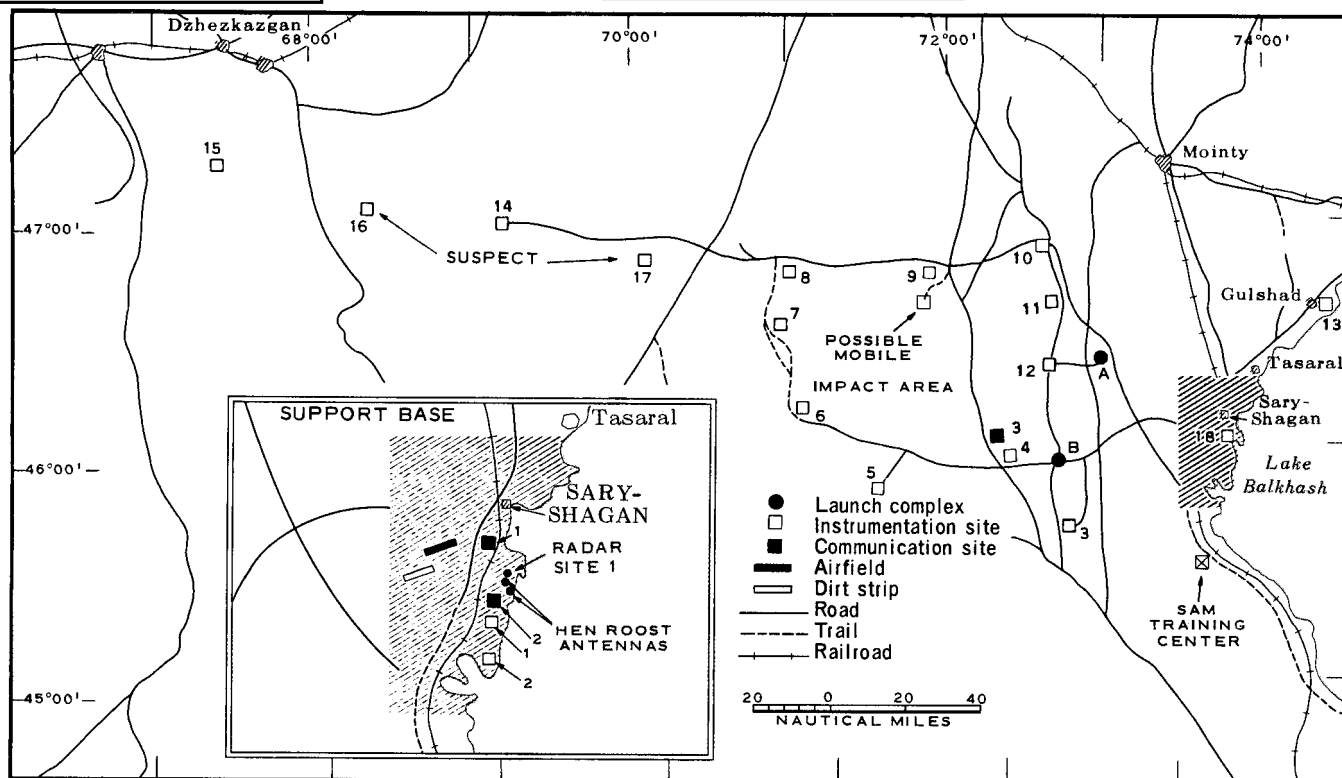 Dzhezkazgan
68°00'
70°00'
72°00'
74°00'
15
Mointy
16
14
47°00'
SUSPECT
17
8
9
10
7
11
Gulshad
13
POSSIBLE
MOBILE
12
A
Tasaral
IMPACT AREA
6
Sary-
Shagan
18
3
4
B
46°00'
5
Lake
Balkhash
3
SUPPORT BASE
Tasaral
SARY-
SHAGAN
1
RADAR
SITE 1
HEN ROOST
ANTENNAS
2
1
2
45°00'
Launch complex
Instrumentation site
Communication site
Airfield
Dirt strip
Road
Trail
Railroad
SAM
TRAINING
CENTER
20 0 20 40
NAUTICAL MILES